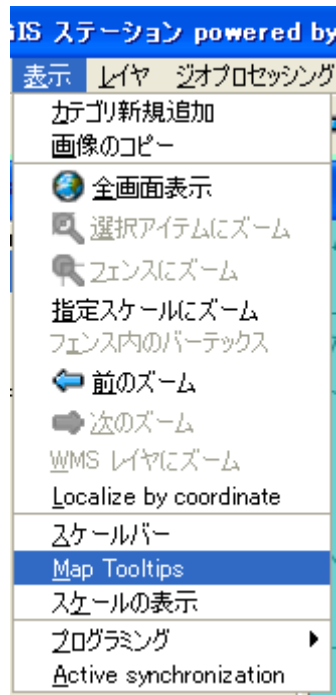 IS ステーション powered by
表示 レイヤ ジオプロセッシング
カテゴリ新規追加
画像のコピー
全画面表示
選択アイテムにズーム
フェンスにズーム
指定スケールにズーム
フェンス内のバーテックス
前のズーム
次のズーム
WMS レイヤにズーム
Localize by coordinate
スケールバー
Map Tooltips
スケールの表示
プログラミング
Active synchronization